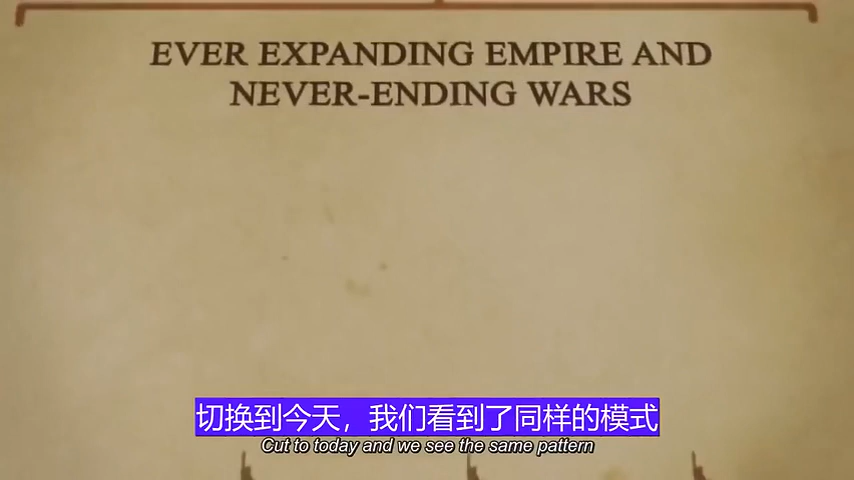 EVER EXPANDING EMPIRE AND
NEVER-ENDING WARS
切换到今天，我们看到了同样的模式
Cut to today and we see the same pattern